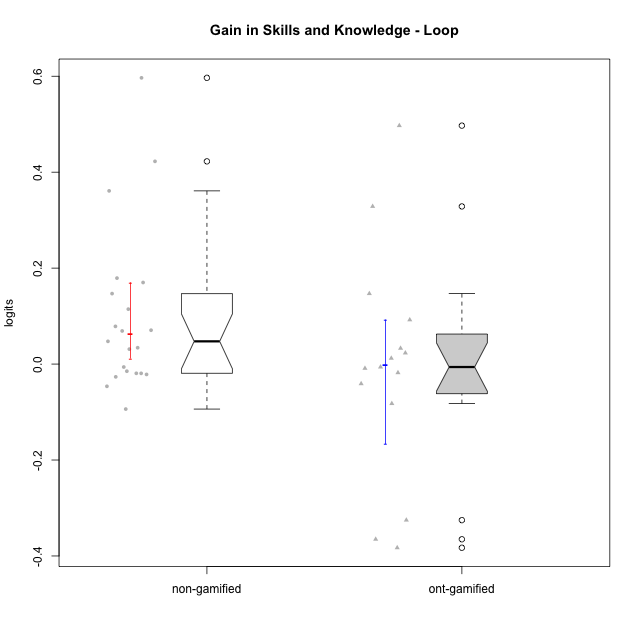 Gain in Skills and Knowledge - Loop
logits
0.6
0.4
0.2
0.0
-0.2
-0.4
non-gamified
ont-gamified